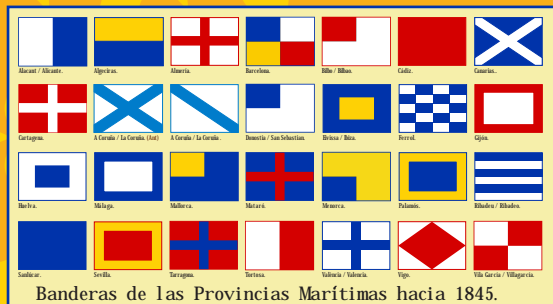 Alacant / Alicante. Algeciras. Almería. Barcelona. Bilbo / Bilbao. Cádiz. Canarias.
Cartagena. A Coruña / La Coruña. (Ant) A Coruña / La Coruña. Donostia / San Sebastian. Eivissa / Ibiza. Ferrol. Gijón.
Huelva. Málaga. Mallorca. Mataró. Menorca. Palamós. Ribadeu / Ribadeo.
Sanlúcar. Sevilla. Tarragona. Tortosa. València / Valencia. Vigo. Vila García / Villagarcía.
Banderas de las Provincias Marítimas hacia 1845.